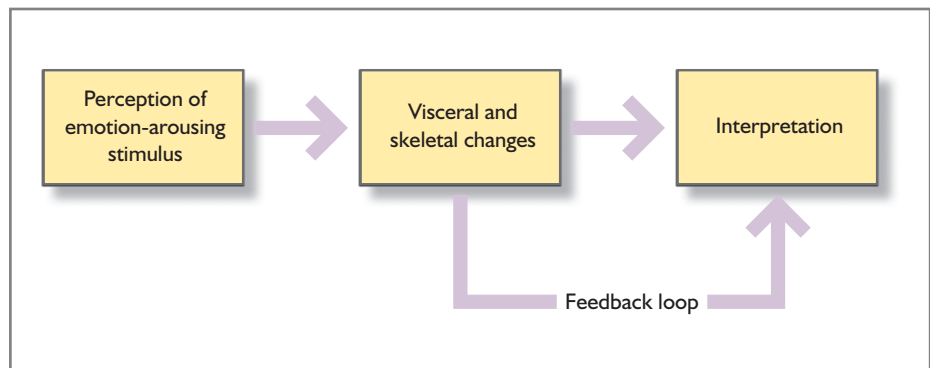 Perception of
emotion-arousing
stimulus
Visceral and
skeletal changes
Interpretation
Feedback loop